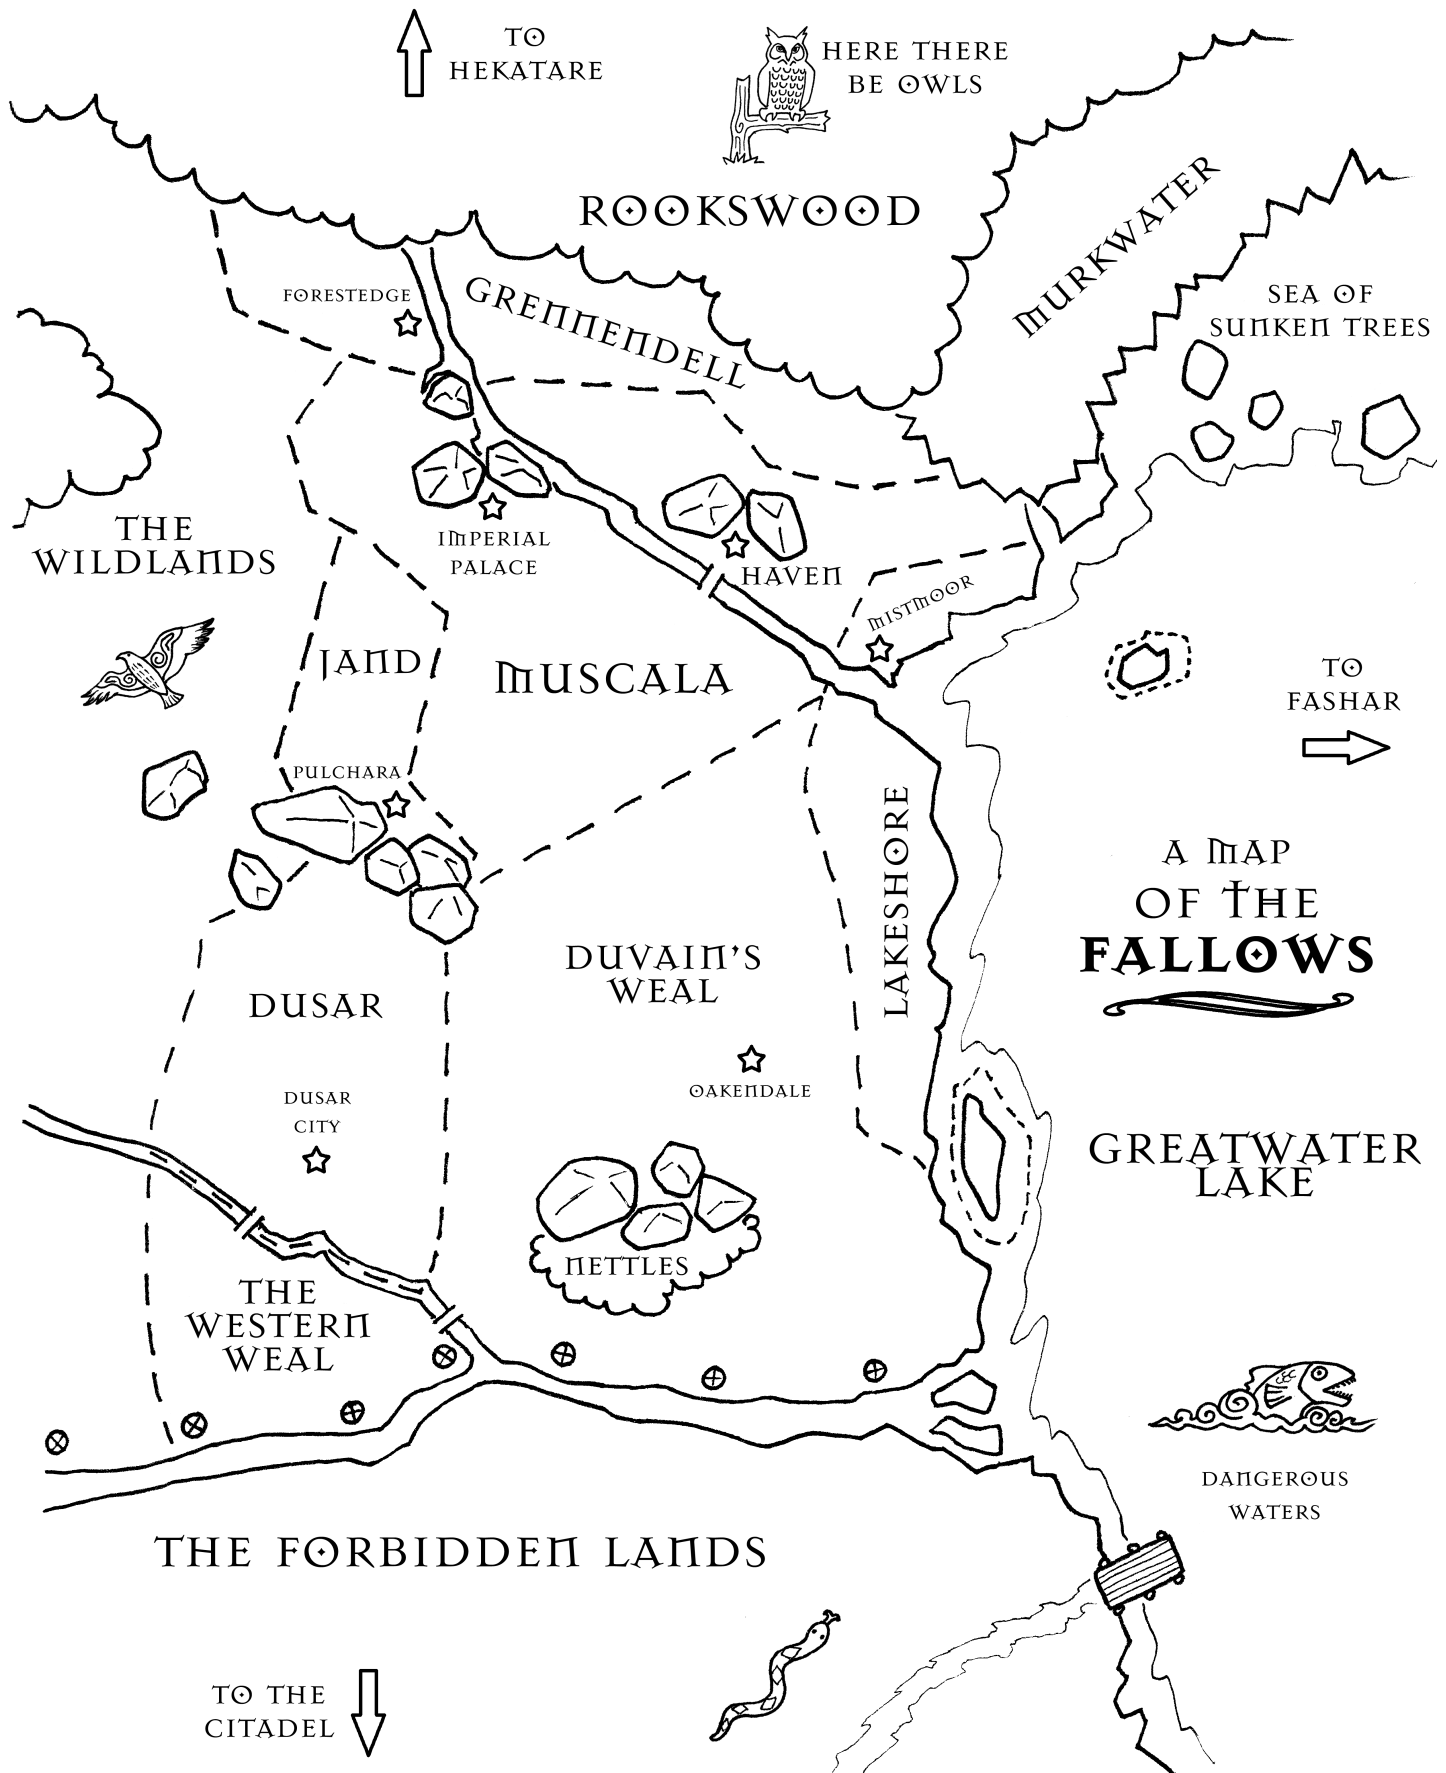 TO
HEKATARE
HERE THERE
BE OWLS
ROOKSWOOD
MURKWATER
FORESTEDGE
GRENNENDELL
SEA OF
SUNKEN TREES
THE
WILDLANDS
IMPERIAL
PALACE
HAVEN
MISTMOOR
JAND
MUSCALA
TO
FASHAR
PULCHARA
LAKESHORE
A MAP
OF THE
FALLOWS
DUVAIN'S
WEAL
DUSAR
OAKENDALE
DUSAR
CITY
GREATWATER
LAKE
NETTLES
THE
WESTERN
WEAL
DANGEROUS
WATERS
THE FORBIDDEN LANDS
TO THE
CITADEL